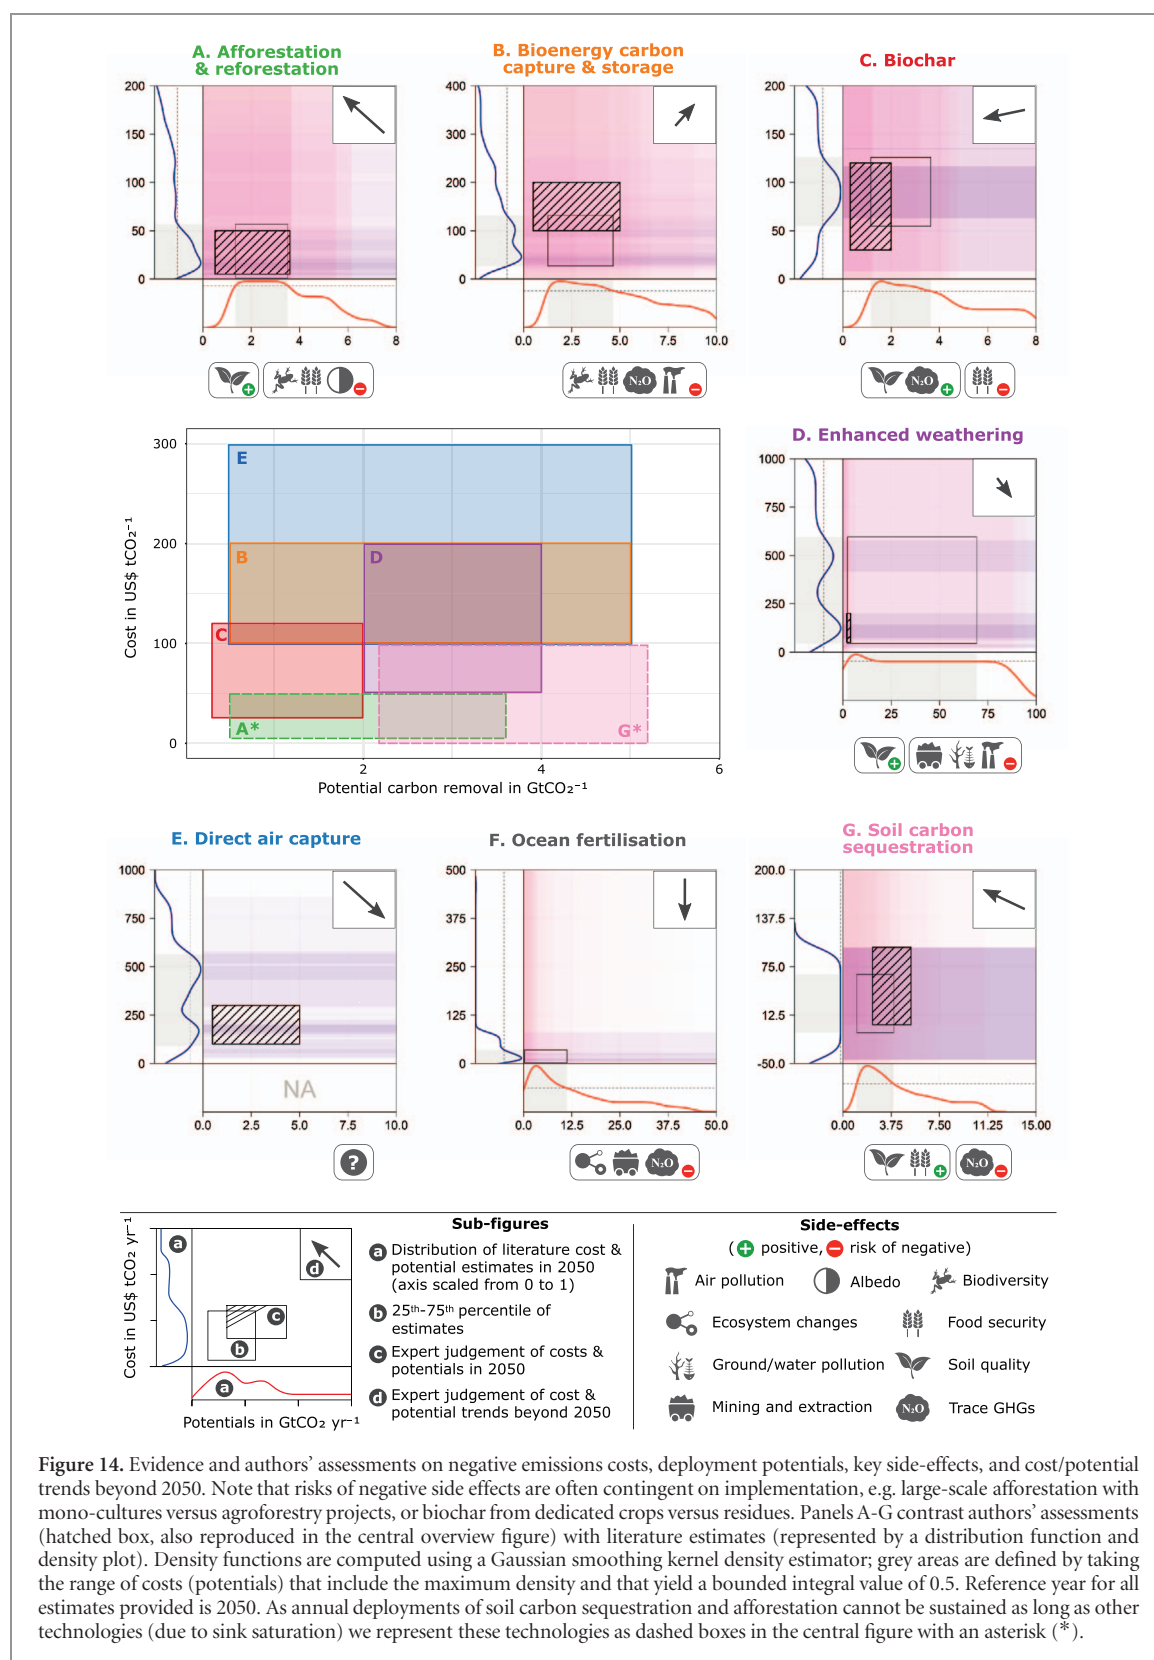 A. Afforestation
& reforestation
B. Bioenergy carbon
capture & storage
C. Biochar
200
150
100
50
0
0
2
4
6
8
400
300
200
100
0
0.0
2.5
5.0
7.5
10.0
200
150
100
50
0
0
2
4
6
8
N₂O
N₂O
Cost in US$ tCO₂⁻¹
300
200
100
0
E
B
D
C
A*
G*
2
4
6
Potential carbon removal in GtCO₂⁻¹
D. Enhanced weathering
1000
750
500
250
0
0
25
50
75
100
E. Direct air capture
1000
750
500
250
0
NA
0.0
2.5
5.0
7.5
10.0
?
F. Ocean fertilisation
500
375
250
125
0
0.0
12.5
25.0
37.5
50.0
N₂O
G. Soil carbon
sequestration
200.0
137.5
75.0
12.5
-50.0
0.00
3.75
7.50
11.25
15.00
N₂O
Cost in US$ tCO₂ yr⁻¹
a
d
c
b
a
Potentials in GtCO₂ yr⁻¹
Sub-figures
a Distribution of literature cost &
potential estimates in 2050
(axis scaled from 0 to 1)
b 25th-75th percentile of
estimates
c Expert judgement of costs &
potentials in 2050
d Expert judgement of cost &
potential trends beyond 2050
Side-effects
(+ positive, − risk of negative)
Air pollution
Albedo
Biodiversity
Ecosystem changes
Food security
Ground/water pollution
Soil quality
Mining and extraction
N₂O Trace GHGs
Figure 14. Evidence and authors’ assessments on negative emissions costs, deployment potentials, key side-effects, and cost/potential
trends beyond 2050. Note that risks of negative side effects are often contingent on implementation, e.g. large-scale afforestation with
mono-cultures versus agroforestry projects, or biochar from dedicated crops versus residues. Panels A-G contrast authors’ assessments
(hatched box, also reproduced in the central overview figure) with literature estimates (represented by a distribution function and
density plot). Density functions are computed using a Gaussian smoothing kernel density estimator; grey areas are defined by taking
the range of costs (potentials) that include the maximum density and that yield a bounded integral value of 0.5. Reference year for all
estimates provided is 2050. As annual deployments of soil carbon sequestration and afforestation cannot be sustained as long as other
technologies (due to sink saturation) we represent these technologies as dashed boxes in the central figure with an asterisk (*).